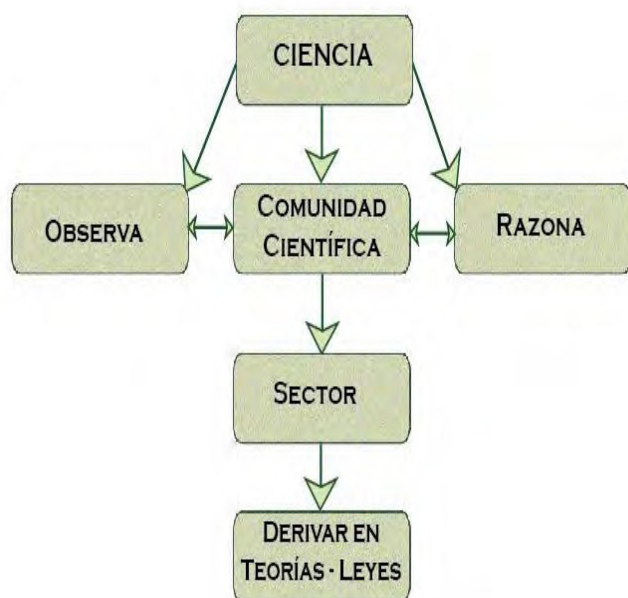 CIENCIA
OBSERVA
COMUNIDAD
CIENTÍFICA
RAZONA
SECTOR
DERIVAR EN
TEORÍAS - LEYES